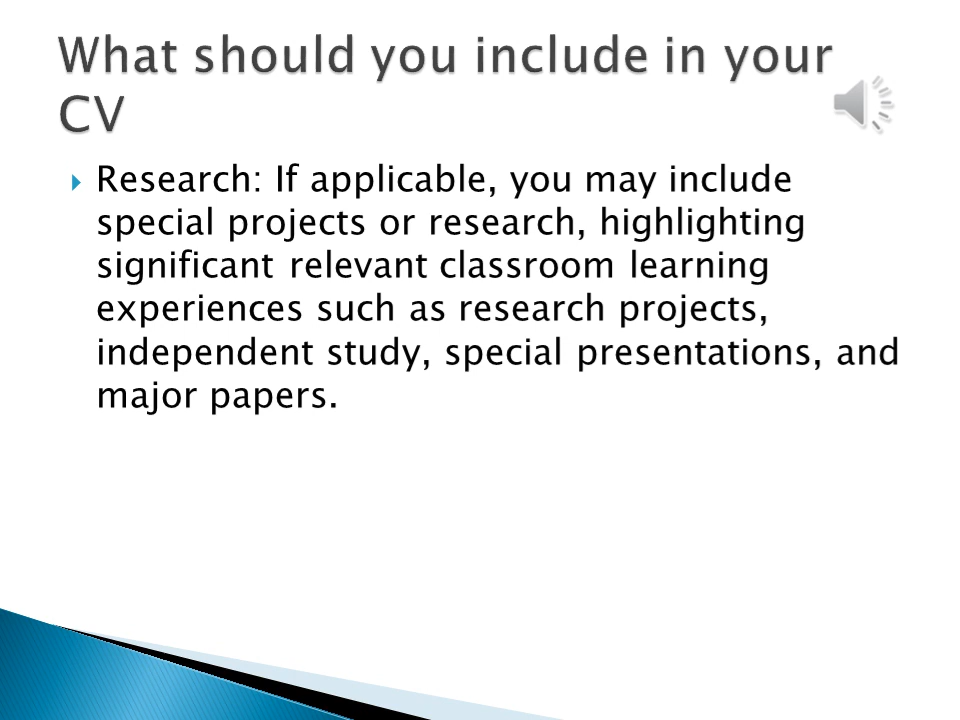 What should you include in your
CV
Research: If applicable, you may include
special projects or research, highlighting
significant relevant classroom learning
experiences such as research projects,
independent study, special presentations, and
major papers.